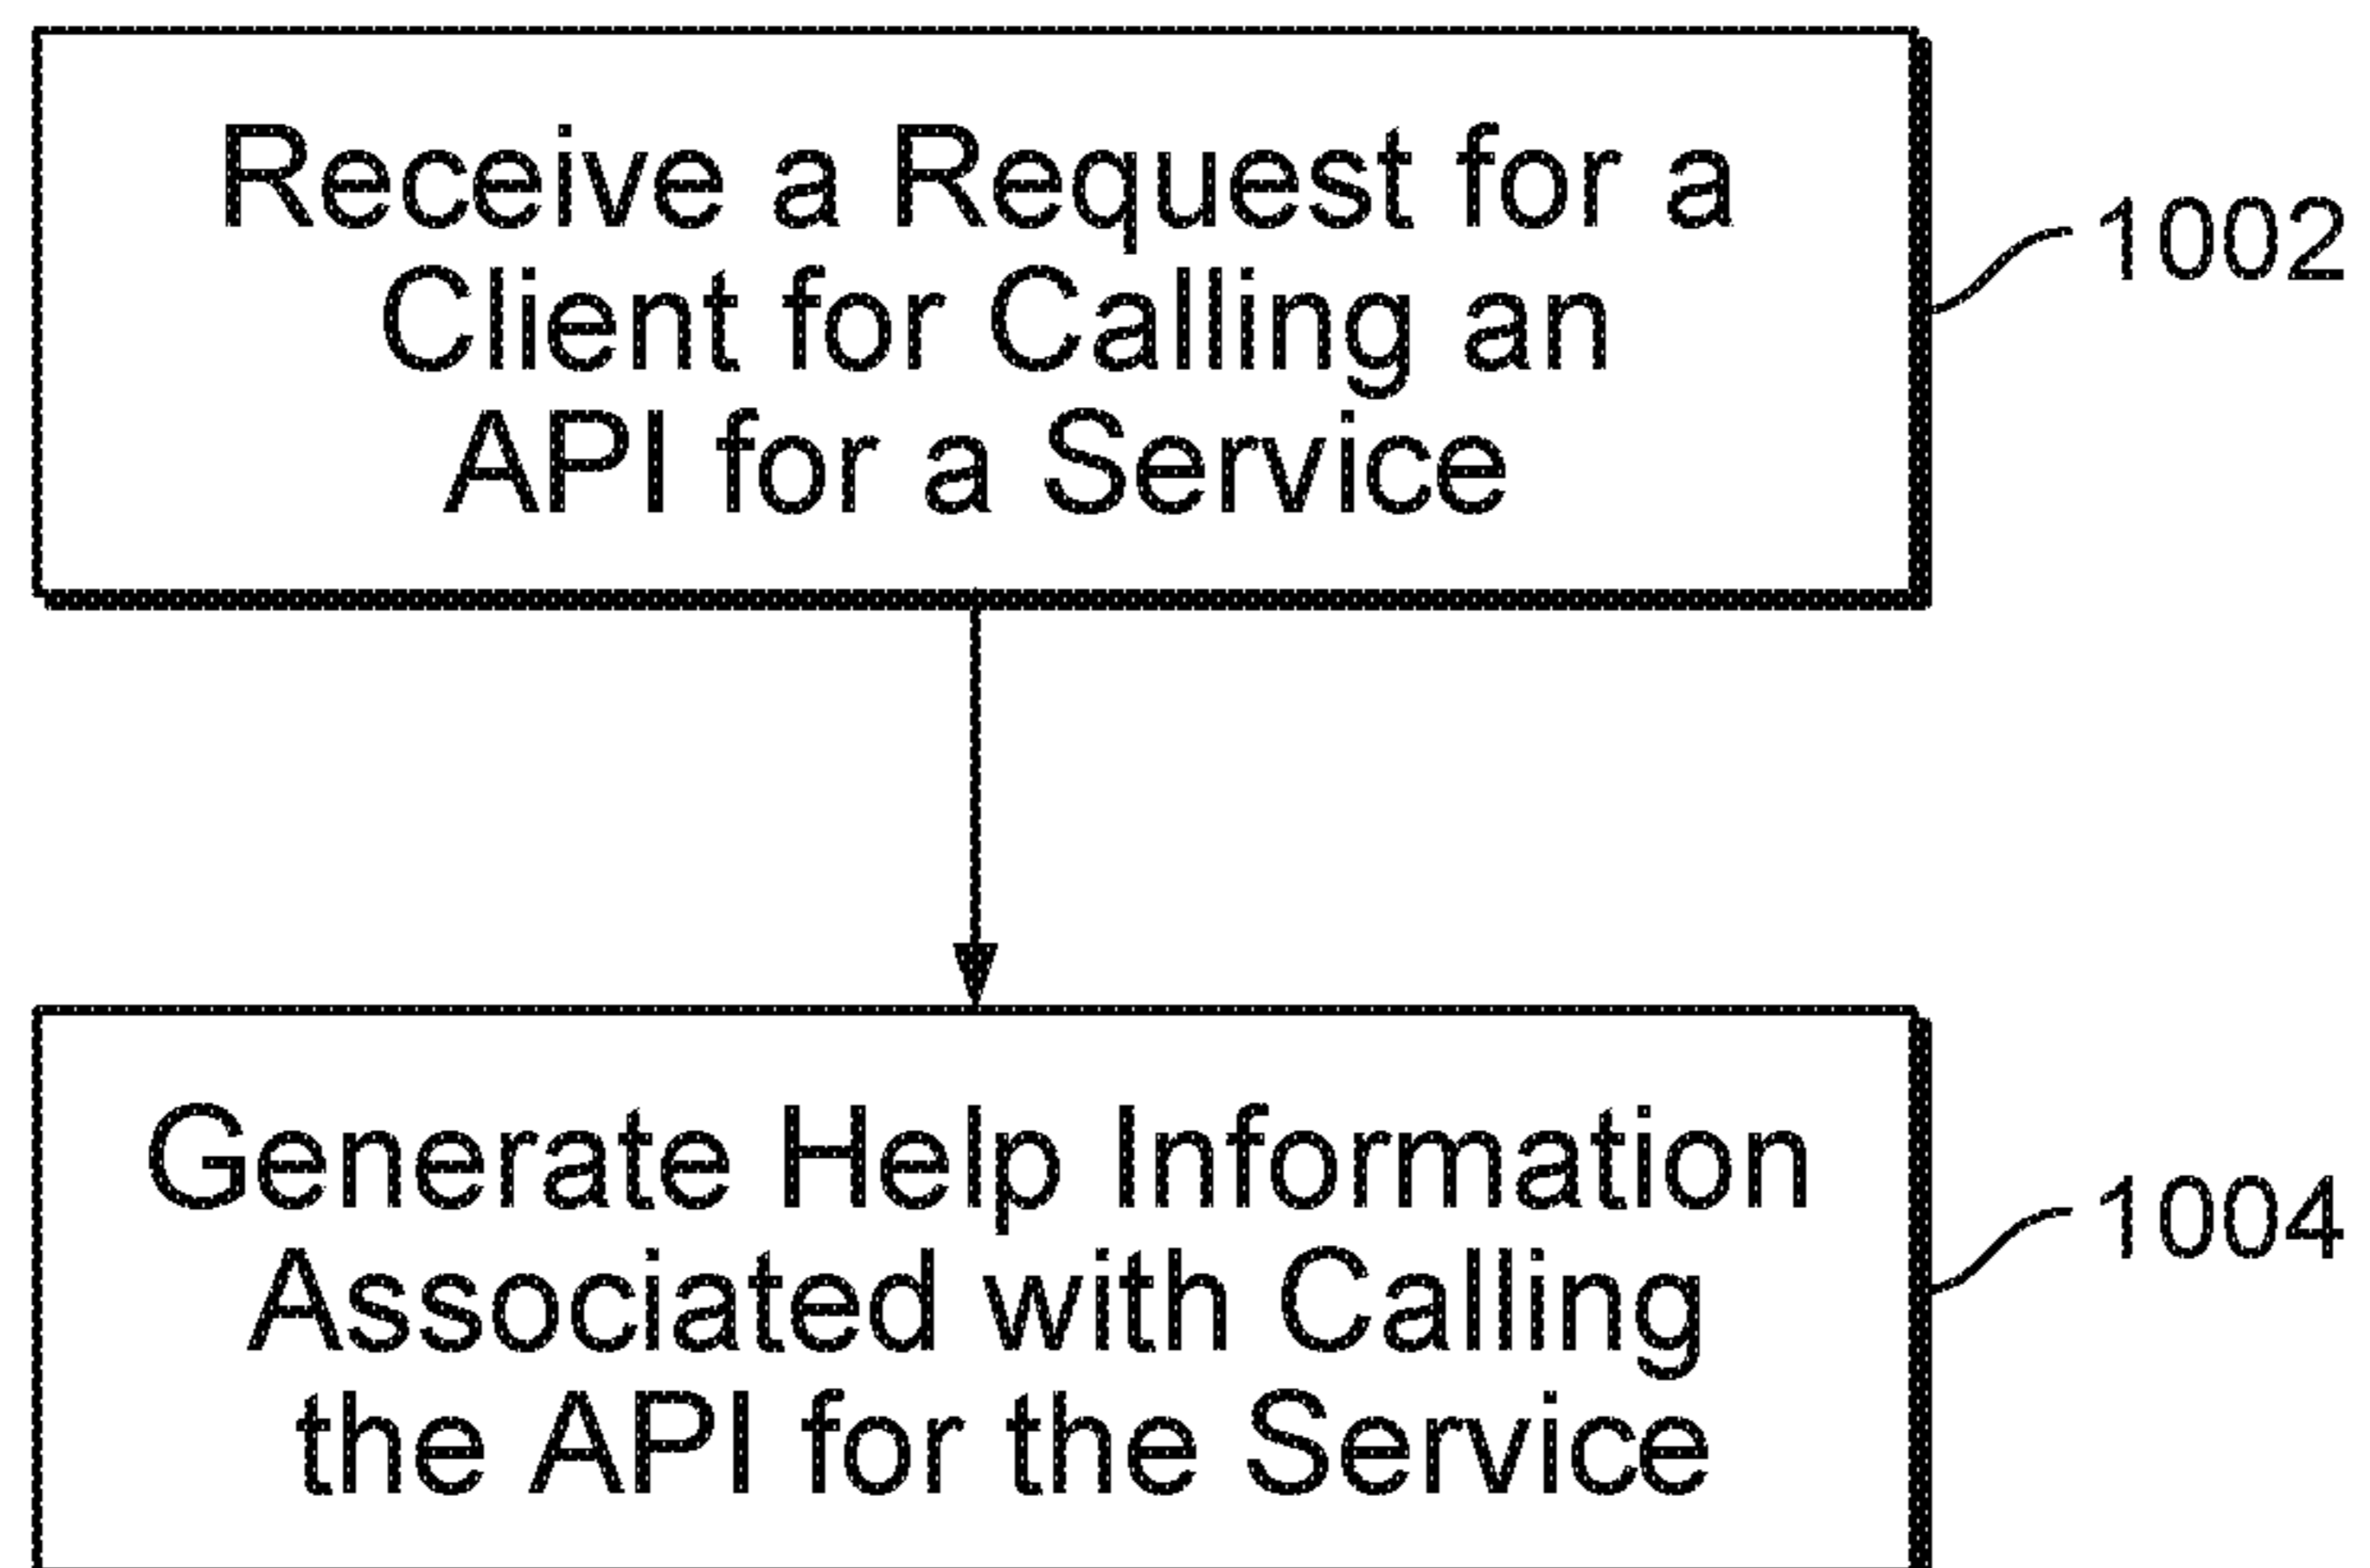 Receive a Request for a
Client for Calling an
API for a Service
1002
Generate Help Information
Associated with Calling
the API for the Service
1004